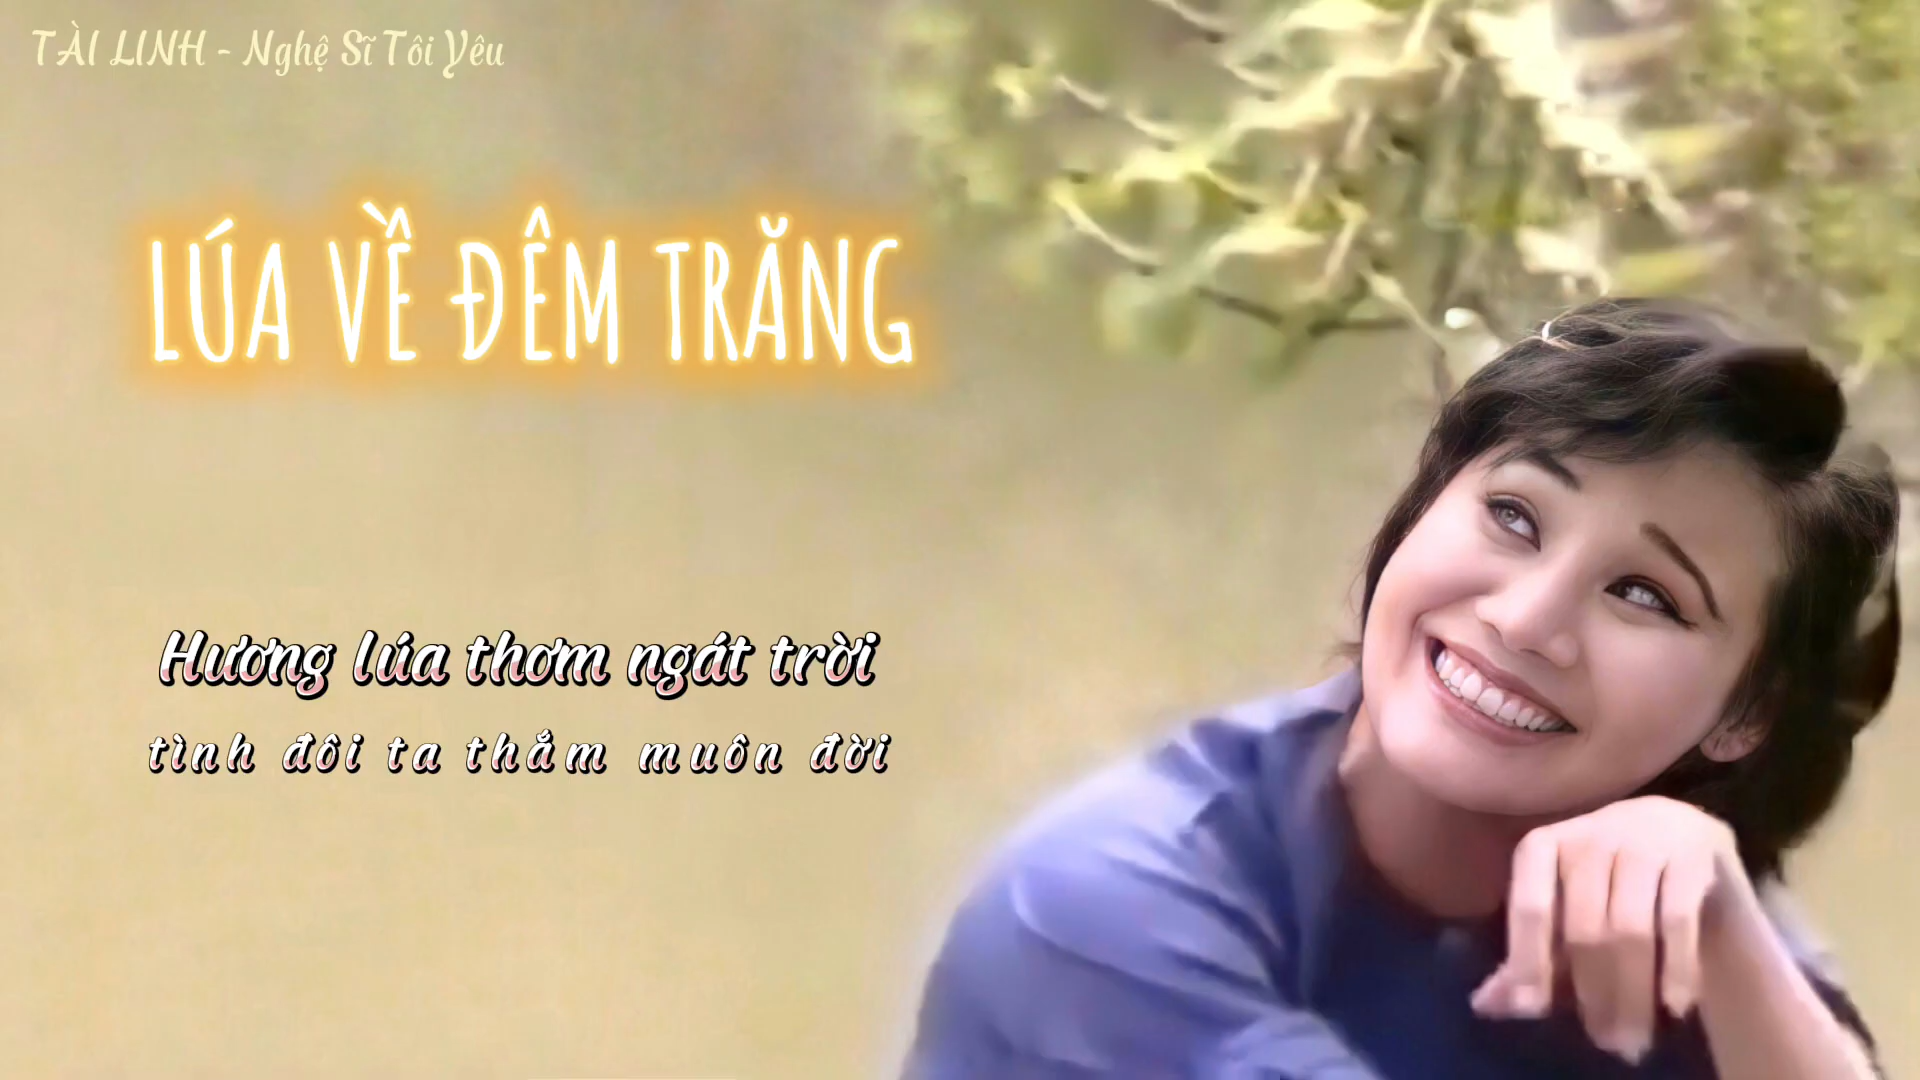 TÀI LINH - Nghệ Sĩ Tôi Yêu
LÚA VỀ ĐÊM TRĂNG
Hương lúa thơm ngát trời
tình đôi ta thắm muôn đời